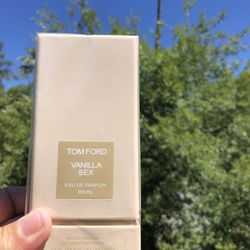 TOM FORD
VANILLA
SEX
EAU DE PARFUM
100 ML